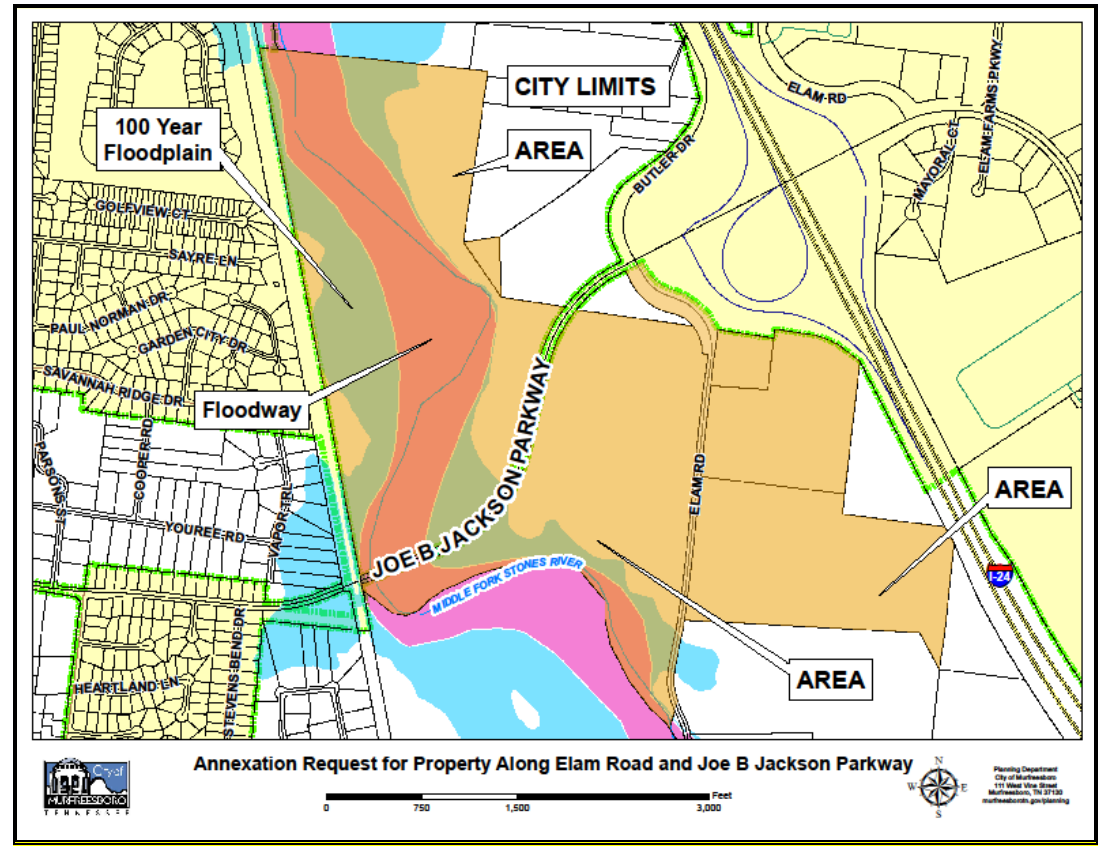 CITY LIMITS
ELAM RD
ELAM FARMS PKWY
100 Year
Floodplain
AREA
BUTLER DR
MAYORAL CT
GOLFVIEW CT
SAYRE LN
PAUL NORMAN DR
GARDEN CITY DR
SAVANNAH RIDGE DR
Floodway
JOE B JACKSON PARKWAY
PARSONS ST
COOPER RD
VAPOR TRL
YOUREE RD
ELAM RD
AREA
MIDDLE FORK STONES RIVER
I-24
STEVENS BEND DR
HEARTLAND LN
AREA
Annexation Request for Property Along Elam Road and Joe B Jackson Parkway
City of
MURFREESBORO
TENNESSEE
Feet
0 750 1,500 3,000
N
W E
S
Planning Department
City of Murfreesboro
111 West Vine Street
Murfreesboro, TN 37130
murfreesborotn.gov/planning